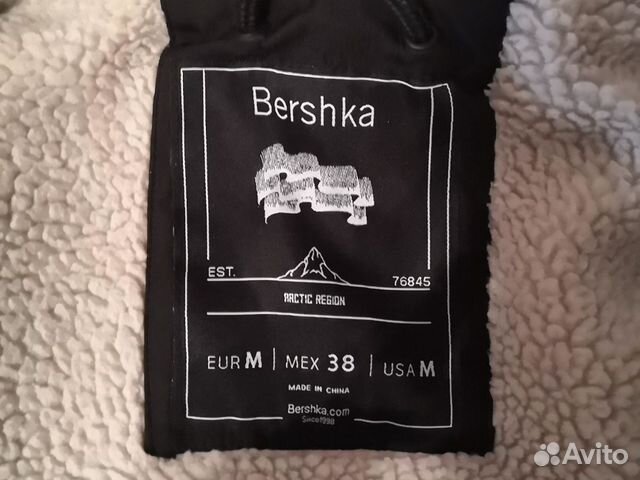 Bershka
EST. 76845
ARCTIC REGION
EUR M | MEX 38 | USA M
MADE IN CHINA
Bershka.com
Since1998
Avito